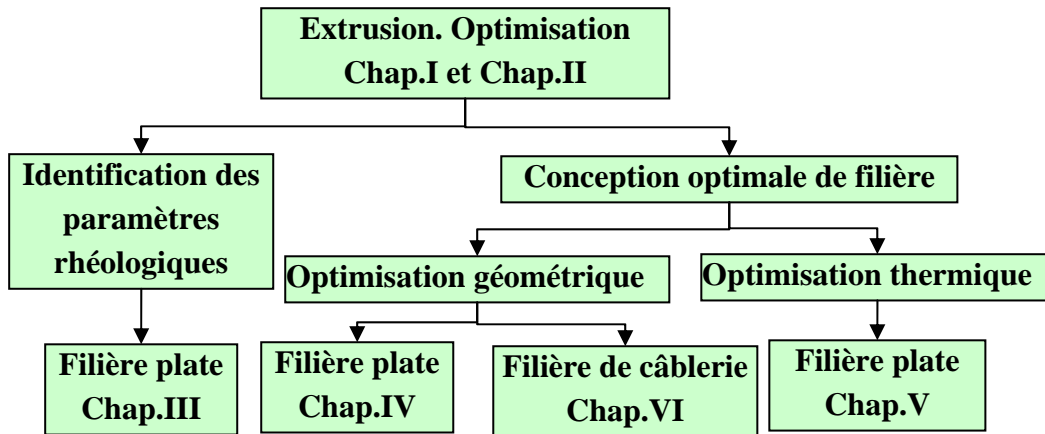 Extrusion. Optimisation
Chap.I et Chap.II
Identification des
paramètres
rhéologiques
Conception optimale de filière
Optimisation géométrique
Optimisation thermique
Filière plate
Chap.III
Filière plate
Chap.IV
Filière de câblerie
Chap.VI
Filière plate
Chap.V